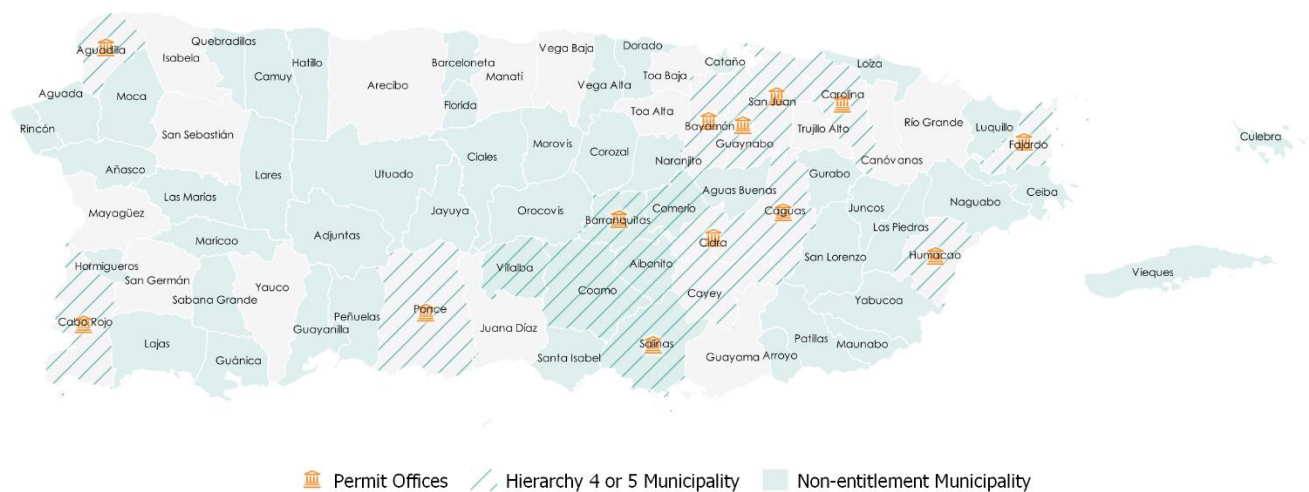 Aguadilla
Isabela
Quebradillas
Camuy
Hatillo
Arecibo
Barceloneta
Manatí
Vega Baja
Vega Alta
Dorado
Toa Baja
Cataño
San Juan
Carolina
Loíza
Aguada
Moca
Rincón
San Sebastián
Florida
Toa Alta
Bayamón
Guaynabo
Trujillo Alto
Río Grande
Luquillo
Fajardo
Culebra
Añasco
Las Marías
Lares
Utuado
Ciales
Morovis
Corozal
Naranjito
Aguas Buenas
Gurabo
Canóvanas
Ceiba
Mayagüez
Maricao
Adjuntas
Jayuya
Orocovis
Barranquitas
Comerío
Cidra
Caguas
Juncos
Las Piedras
Naguabo
Humacao
Vieques
Hormigueros
San Germán
Sabana Grande
Yauco
Villalba
Coamo
Aibonito
Cayey
San Lorenzo
Yabucoa
Cabo Rojo
Lajas
Guánica
Guayanilla
Peñuelas
Ponce
Juana Díaz
Santa Isabel
Salinas
Guayama
Arroyo
Patillas
Maunabo
Permit Offices
Hierarchy 4 or 5 Municipality
Non-entitlement Municipality